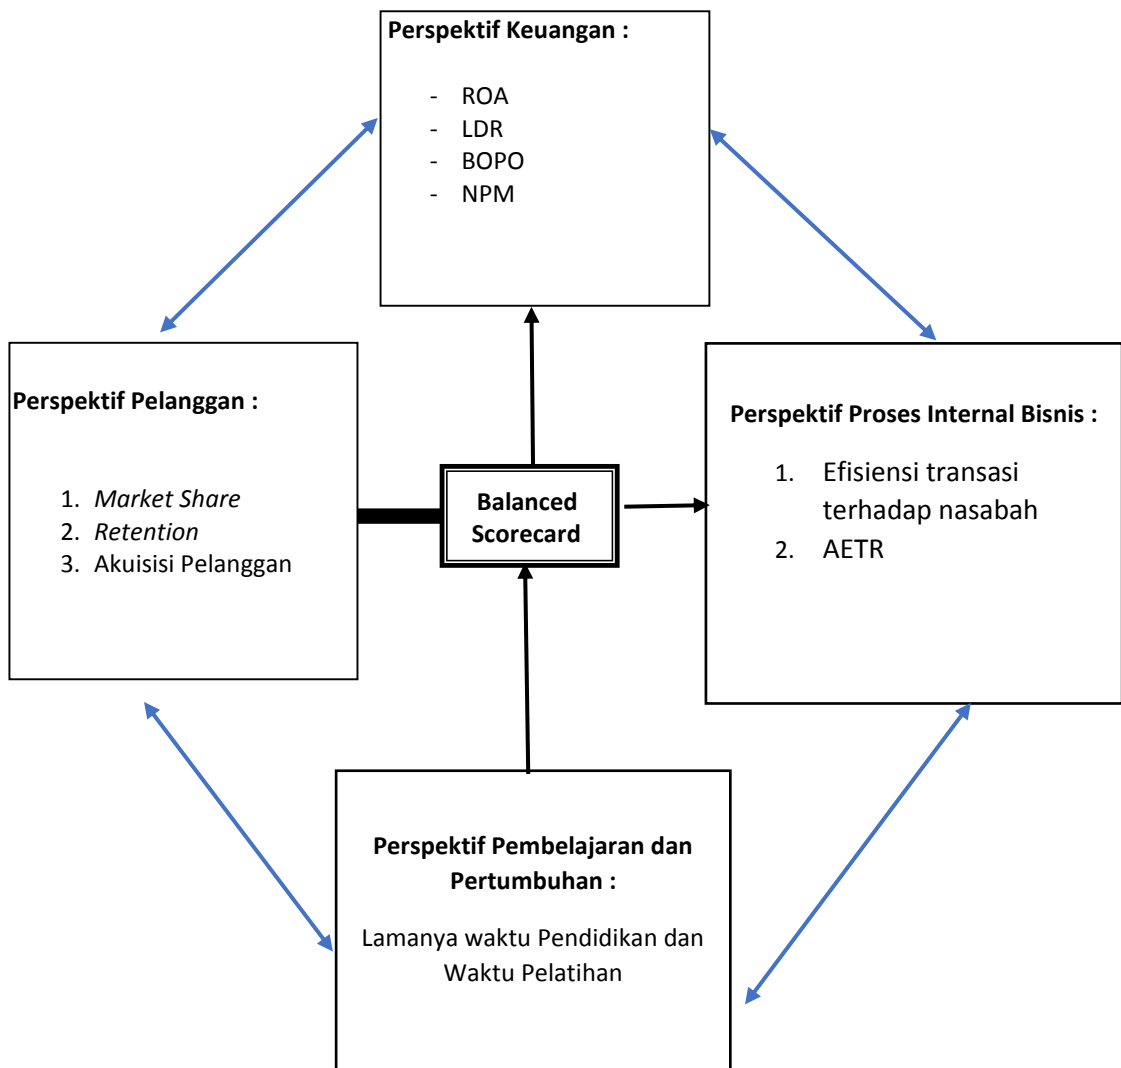 Perspektif Keuangan :
- ROA
- LDR
- BOPO
- NPM
Perspektif Pelanggan :
1. Market Share
2. Retention
3. Akuisisi Pelanggan
Balanced
Scorecard
Perspektif Proses Internal Bisnis :
1. Efisiensi transasi
terhadap nasabah
2. AETR
Perspektif Pembelajaran dan
Pertumbuhan :
Lamanya waktu Pendidikan dan
Waktu Pelatihan